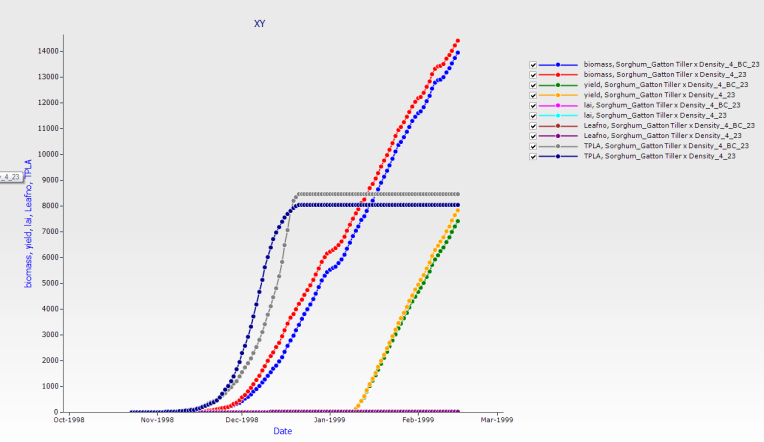 XY
14000
13000
12000
11000
10000
9000
8000
7000
6000
5000
4000
3000
2000
1000
0
biomass, yield, lai, Leafno, TPLA
_4_23
Oct-1998 Nov-1998 Dec-1998 Jan-1999 Feb-1999 Mar-1999
Date
biomass, Sorghum_Gatton Tiller x Density_4_BC_23
biomass, Sorghum_Gatton Tiller x Density_4_23
yield, Sorghum_Gatton Tiller x Density_4_BC_23
yield, Sorghum_Gatton Tiller x Density_4_23
lai, Sorghum_Gatton Tiller x Density_4_BC_23
lai, Sorghum_Gatton Tiller x Density_4_23
Leafno, Sorghum_Gatton Tiller x Density_4_BC_23
Leafno, Sorghum_Gatton Tiller x Density_4_23
TPLA, Sorghum_Gatton Tiller x Density_4_BC_23
TPLA, Sorghum_Gatton Tiller x Density_4_23